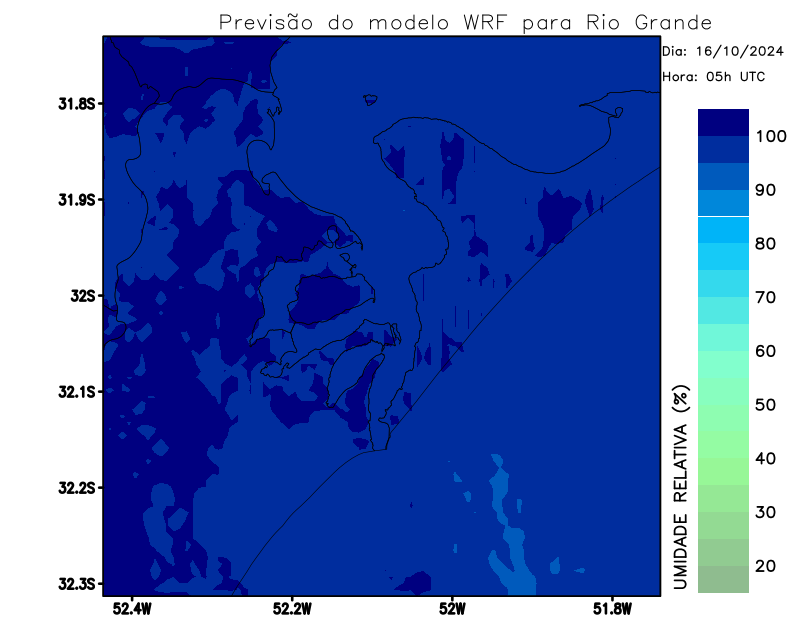 Previsão do modelo WRF para Rio Grande
Dia: 16/10/2024
Hora: 05h UTC
31.8S
31.9S
32S
32.1S
32.2S
32.3S
52.4W
52.2W
52W
51.8W
100
90
80
70
60
50
40
30
20
UMIDADE RELATIVA (%)